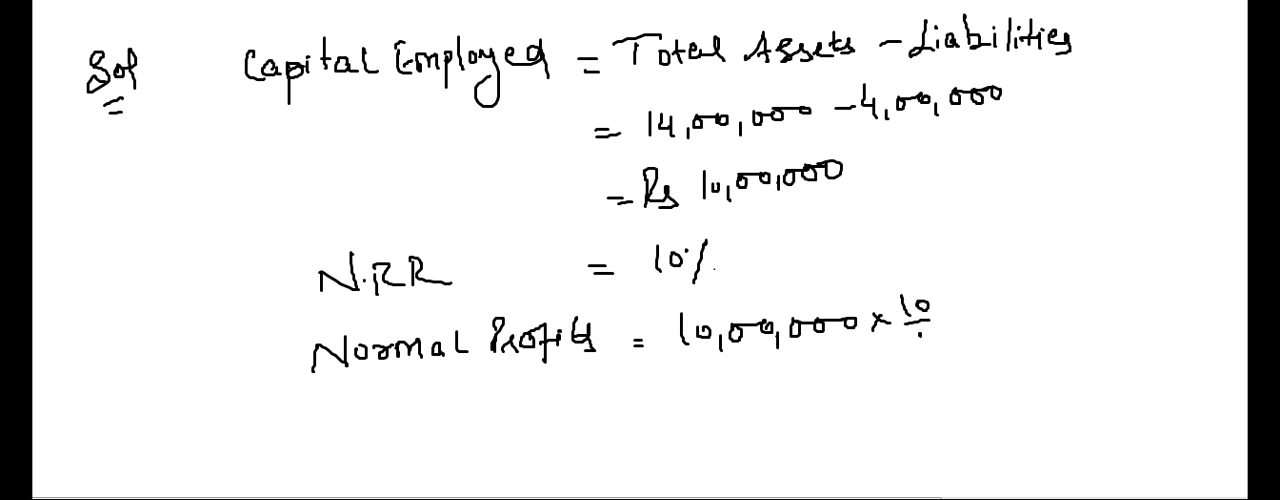 Sol Capital Employed = Total Assets - Liabilities
= 14,00,000 - 4,00,000
= Rs 10,00,000
N.RR = 10%
Normal Profits = 10,00,000 × 10